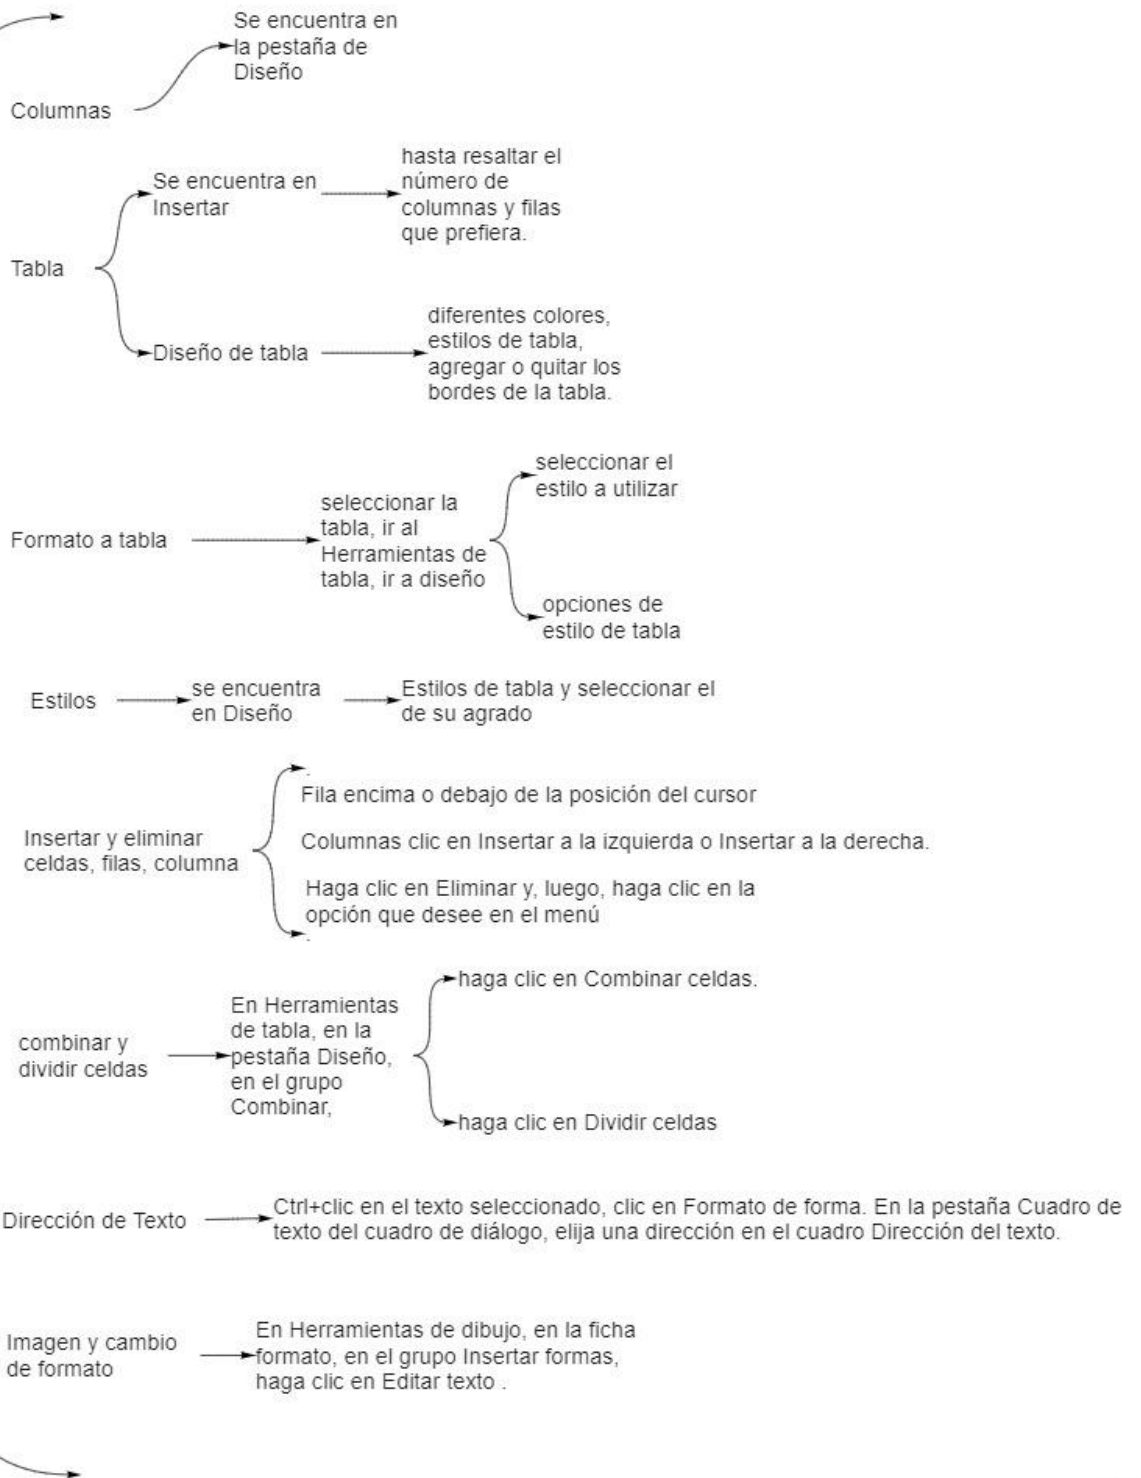 Se encuentra en
la pestaña de
Diseño
Columnas
hasta resaltar el
número de
columnas y filas
que prefiera.
Se encuentra en
Insertar
Tabla
diferentes colores,
estilos de tabla,
agregar o quitar los
bordes de la tabla.
Diseño de tabla
seleccionar el
estilo a utilizar
seleccionar la
tabla, ir al
Herramientas de
tabla, ir a diseño
Formato a tabla
opciones de
estilo de tabla
Estilos
se encuentra
en Diseño
Estilos de tabla y seleccionar el
de su agrado
.
Fila encima o debajo de la posición del cursor
Insertar y eliminar
celdas, filas, columna
Columnas clic en Insertar a la izquierda o Insertar a la derecha.
Haga clic en Eliminar y, luego, haga clic en la
opción que desee en el menú
.
haga clic en Combinar celdas.
En Herramientas
de tabla, en la
pestaña Diseño,
en el grupo
Combinar,
combinar y
dividir celdas
haga clic en Dividir celdas
Dirección de Texto
Ctrl+clic en el texto seleccionado, clic en Formato de forma. En la pestaña Cuadro de
texto del cuadro de diálogo, elija una dirección en el cuadro Dirección del texto.
Imagen y cambio
de formato
En Herramientas de dibujo, en la ficha
formato, en el grupo Insertar formas,
haga clic en Editar texto .